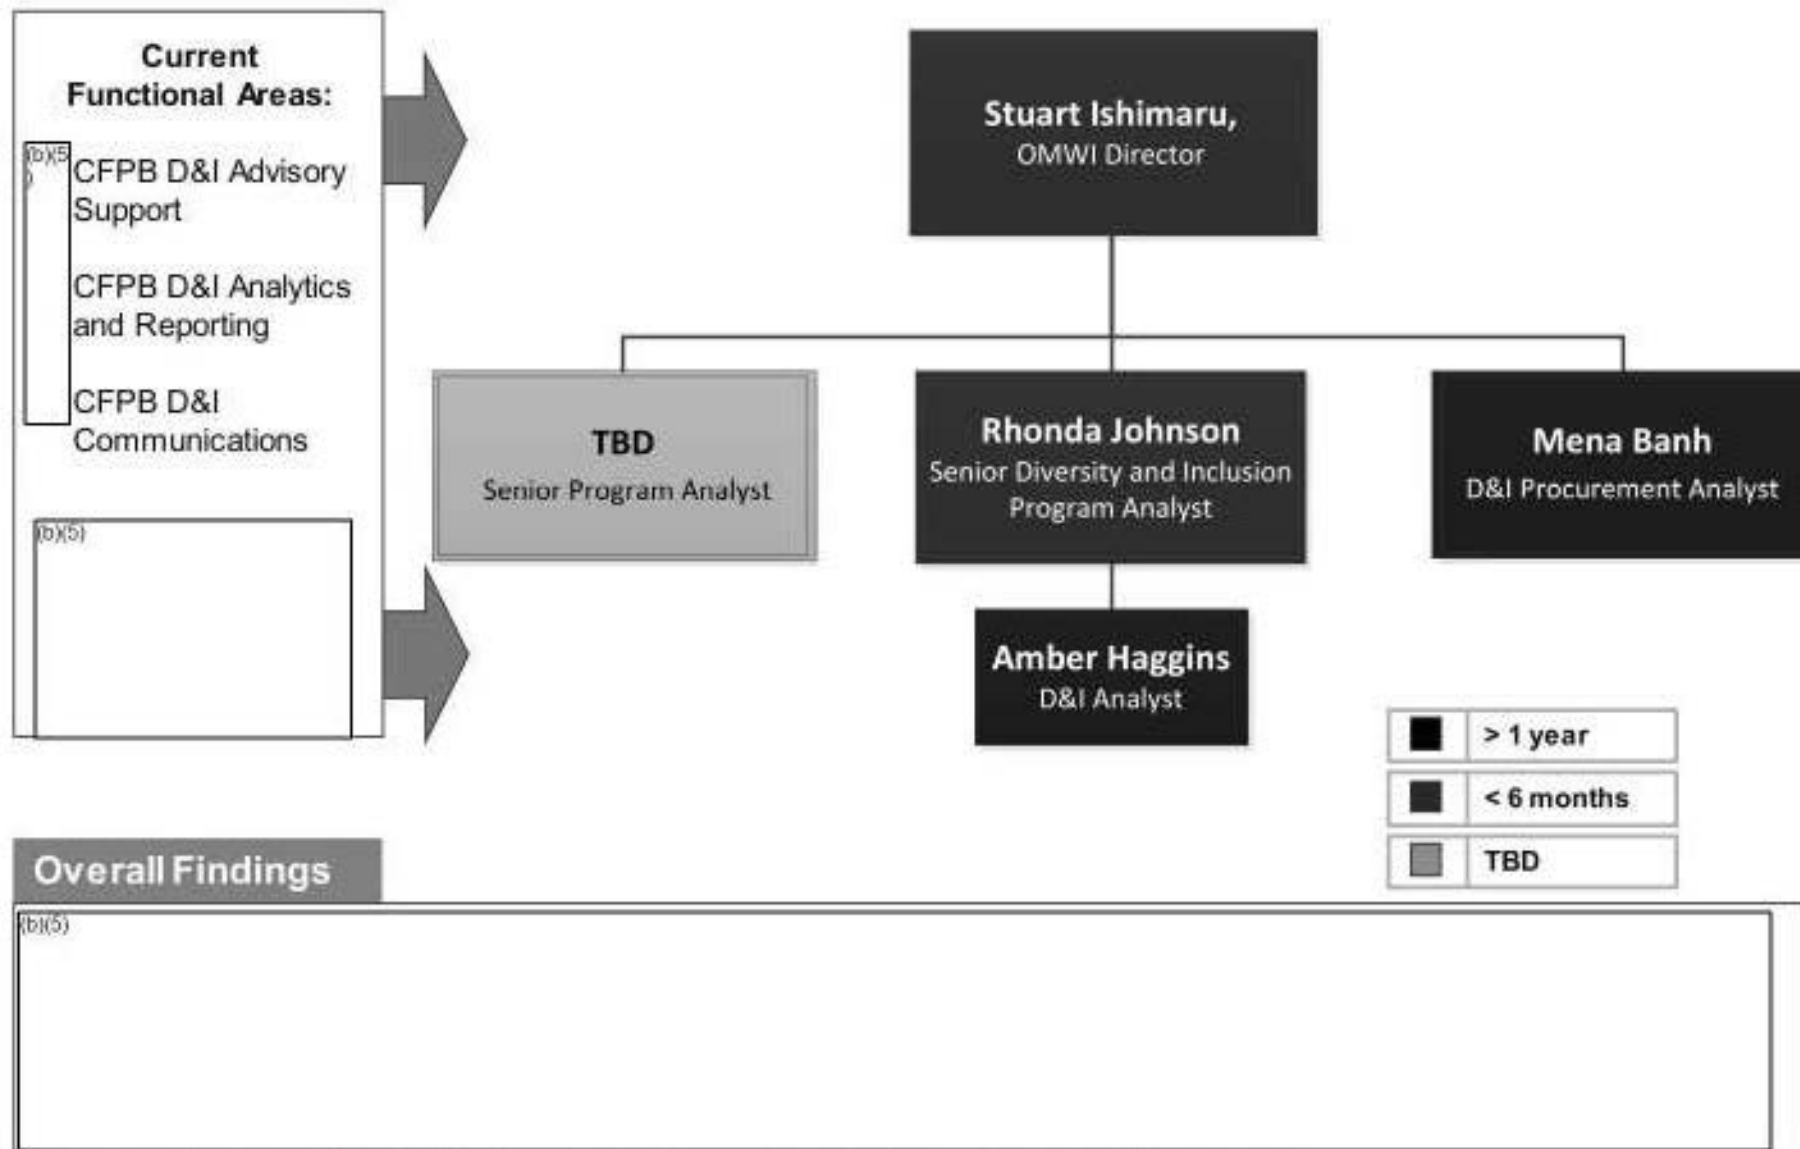 Current
Functional Areas:
(b)(5
)
CFPB D&I Advisory
Support
CFPB D&I Analytics
and Reporting
CFPB D&I
Communications
(b)(5)
Stuart Ishimaru,
OMWI Director
TBD
Senior Program Analyst
Rhonda Johnson
Senior Diversity and Inclusion
Program Analyst
Mena Banh
D&I Procurement Analyst
Amber Haggins
D&I Analyst
> 1 year
< 6 months
TBD
Overall Findings
(b)(5)